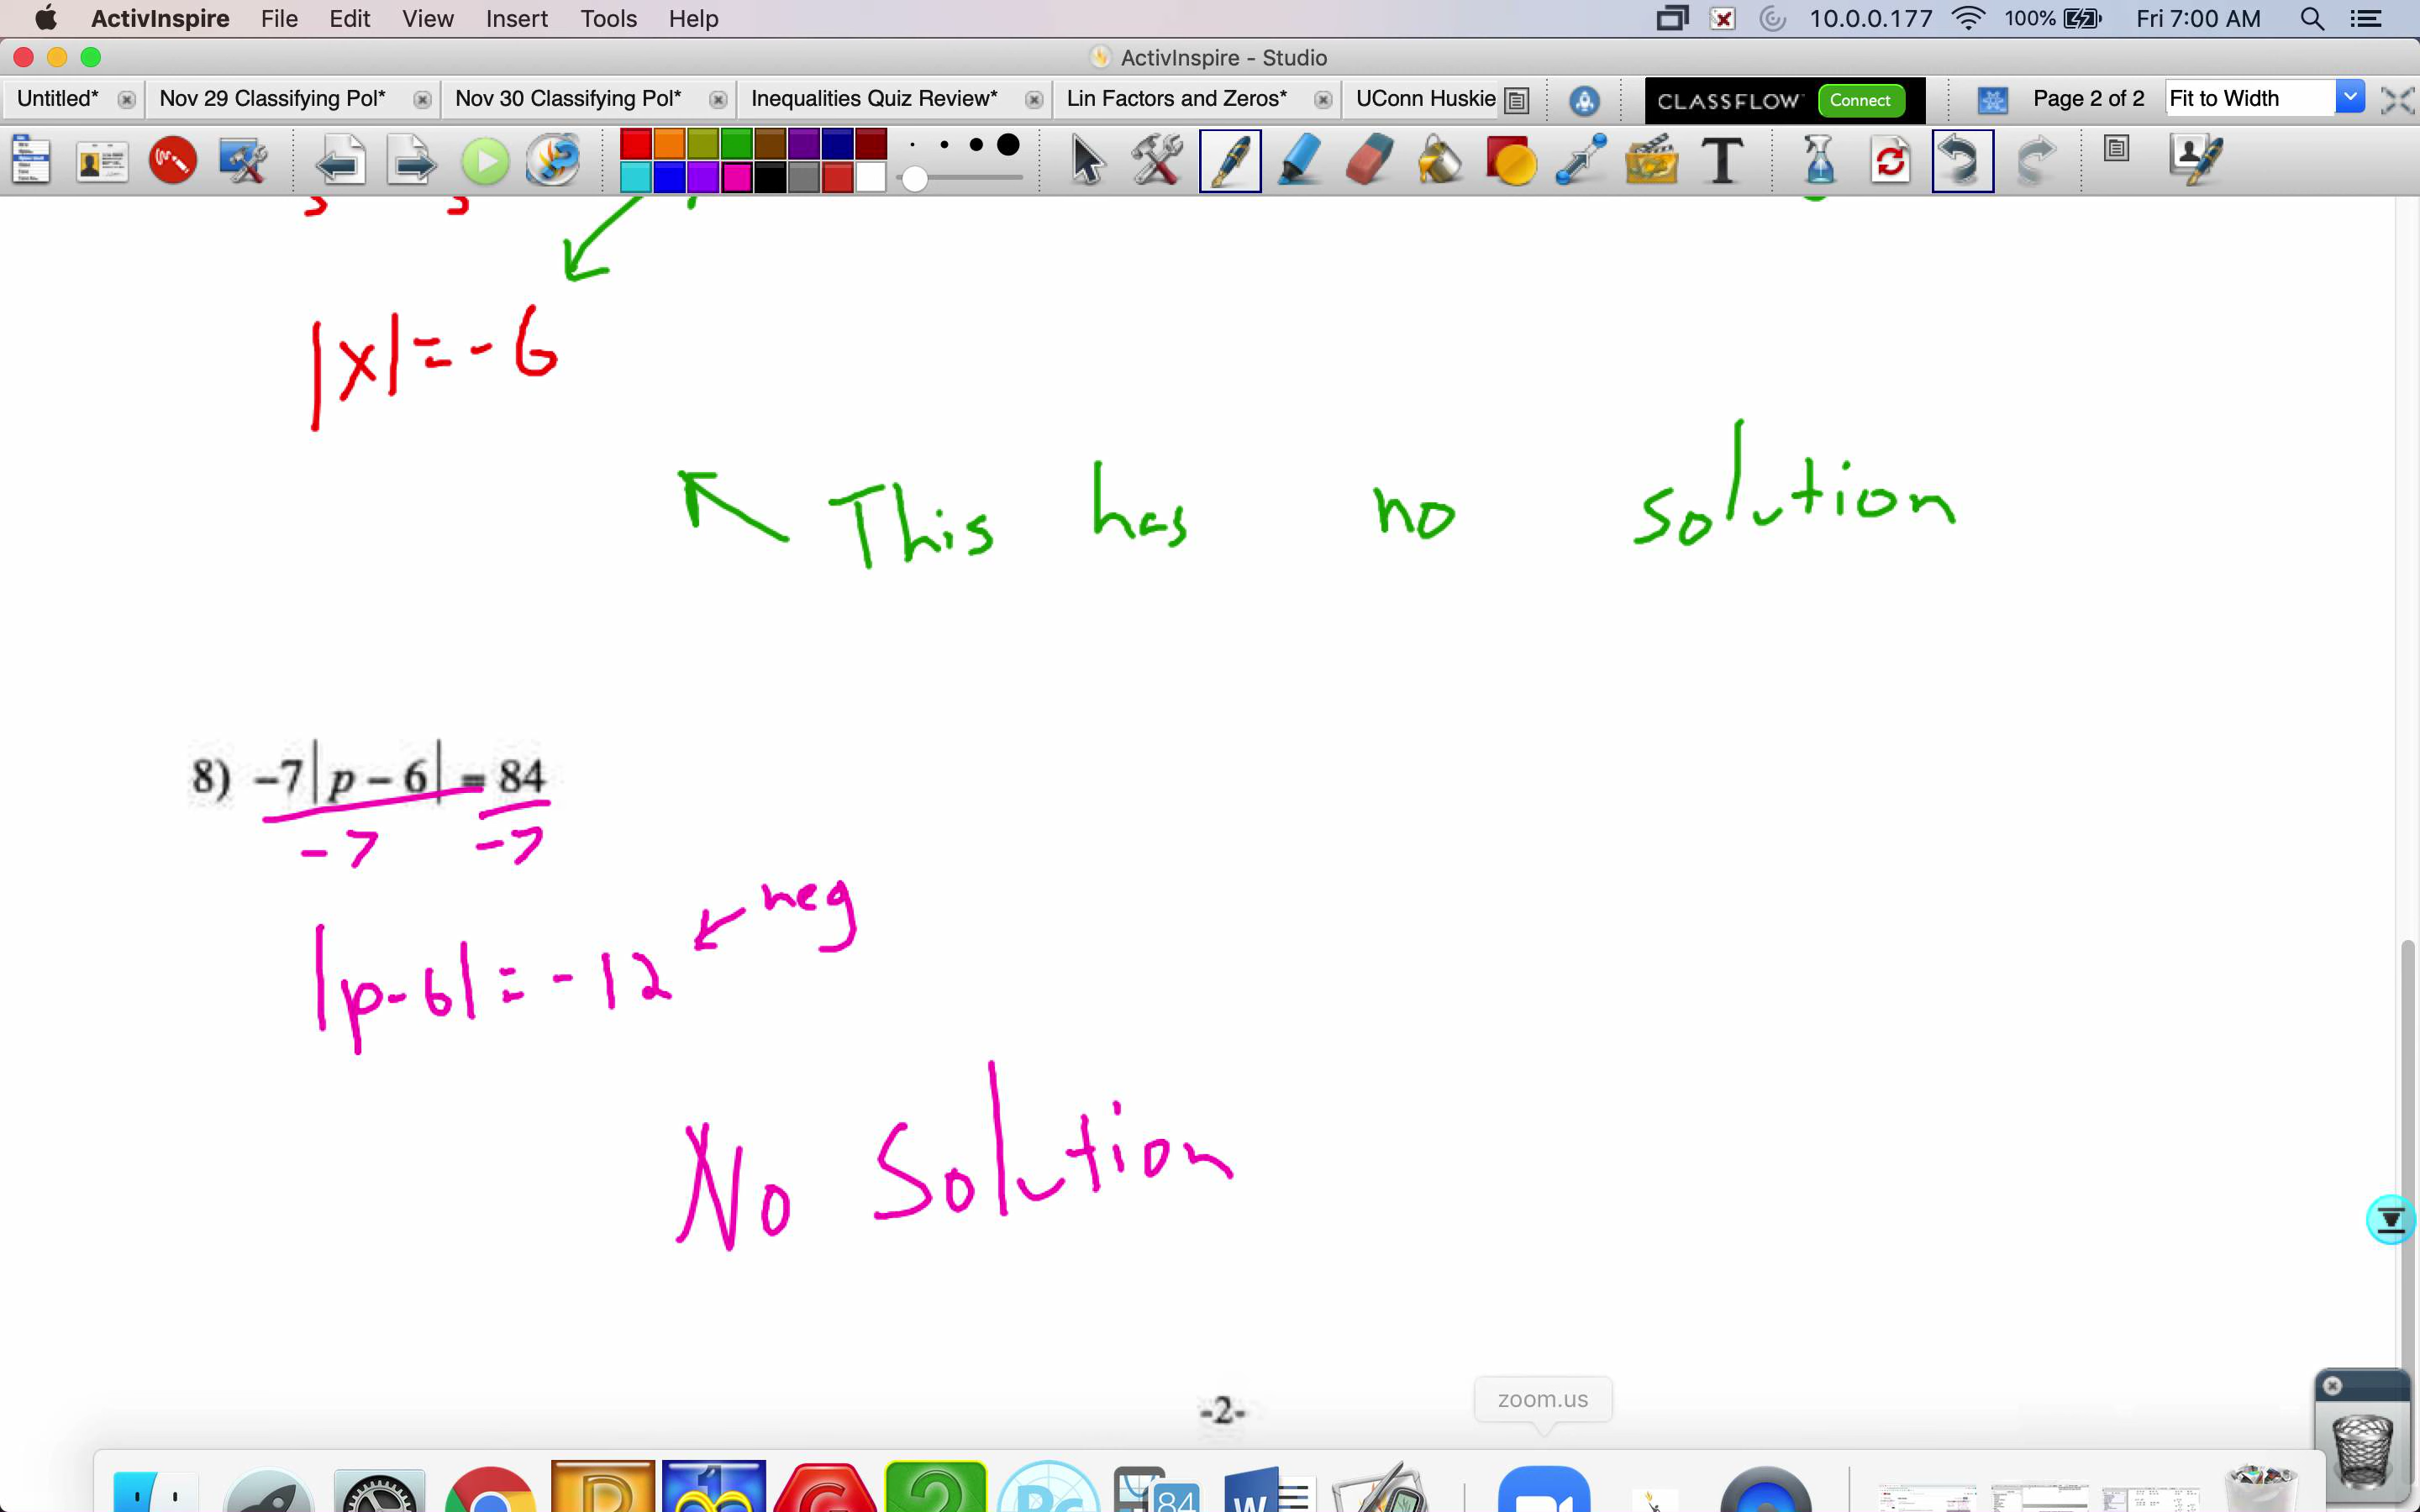 ActivInspire File Edit View Insert Tools Help 10.0.0.177 100% Fri 7:00 AM
ActivInspire - Studio
Untitled* Nov 29 Classifying Pol* Nov 30 Classifying Pol* Inequalities Quiz Review* Lin Factors and Zeros* UConn Huskie CLASSFLOW Connect Page 2 of 2 Fit to Width
T
|x|=-6
This has no solution
8) -7|p-6|=84
-7 -7
neg
|p-6|=-12
No Solution
-2-
zoom.us
84 W